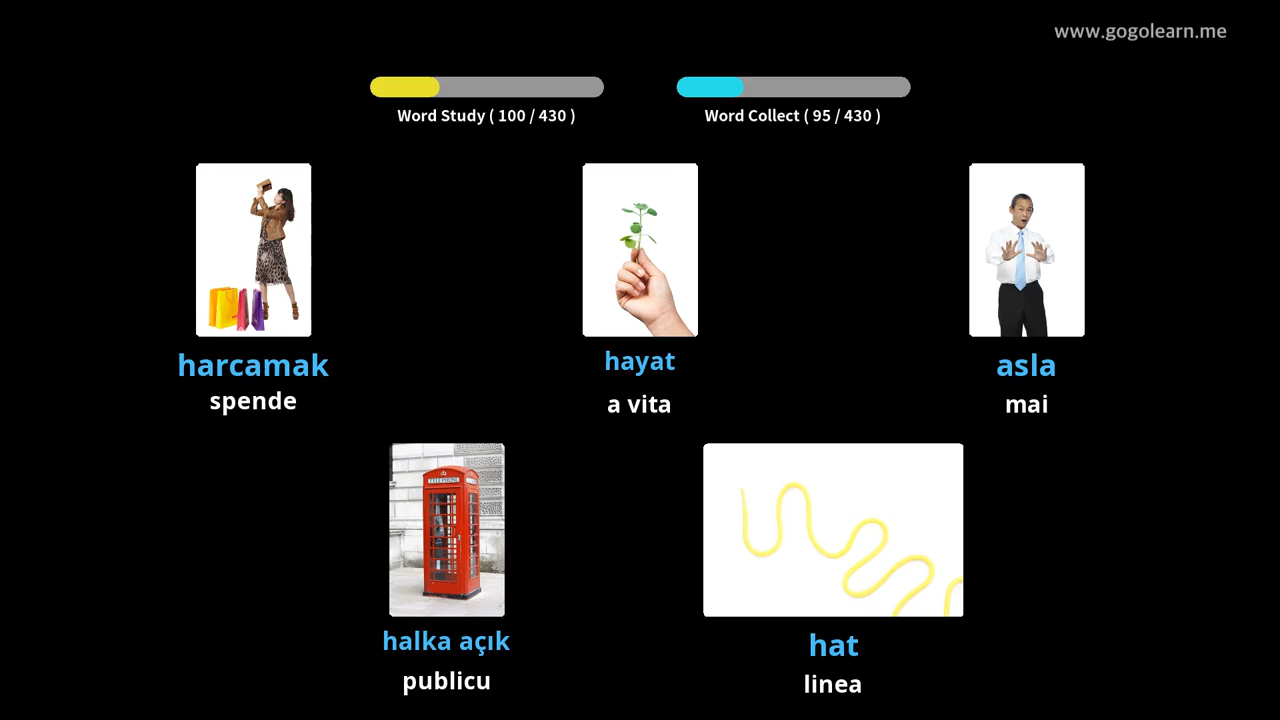 www.gogolearn.me
Word Study ( 100 / 430 )
Word Collect ( 95 / 430 )
harcamak
spende
hayat
a vita
asla
mai
TELEPHONE
halka açık
publicu
hat
linea